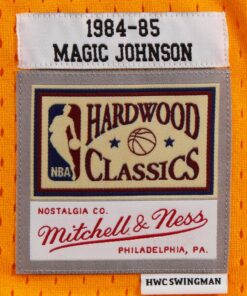 1984-85
MAGIC JOHNSON
HARDWOOD
NBA
CLASSICS
NOSTALGIA CO.
Mitchell & Ness
PHILADELPHIA, PA.
HWC SWINGMAN